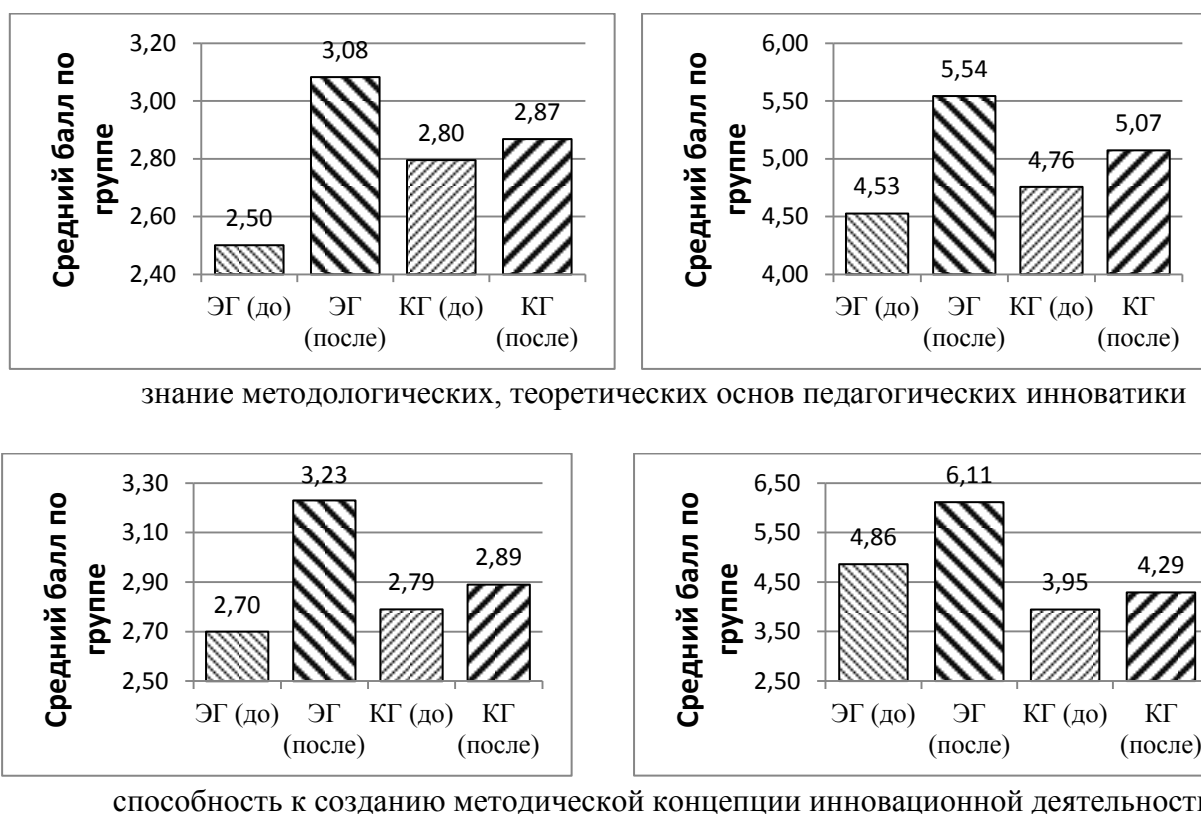 Средний балл по
группе
3,20
3,00
2,80
2,60
2,40
2,50
3,08
2,80
2,87
ЭГ (до)
ЭГ
(после)
КГ (до)
КГ
(после)
Средний балл по
группе
6,00
5,50
5,00
4,50
4,00
4,53
5,54
4,76
5,07
ЭГ (до)
ЭГ
(после)
КГ (до)
КГ
(после)
знание методологических, теоретических основ педагогических инноватики
Средний балл по
группе
3,30
3,10
2,90
2,70
2,50
2,70
3,23
2,79
2,89
ЭГ (до)
ЭГ
(после)
КГ (до)
КГ
(после)
Средний балл по
группе
6,50
5,50
4,50
3,50
2,50
4,86
6,11
3,95
4,29
ЭГ (до)
ЭГ
(после)
КГ (до)
КГ
(после)
способность к созданию методической концепции инновационной деятельност